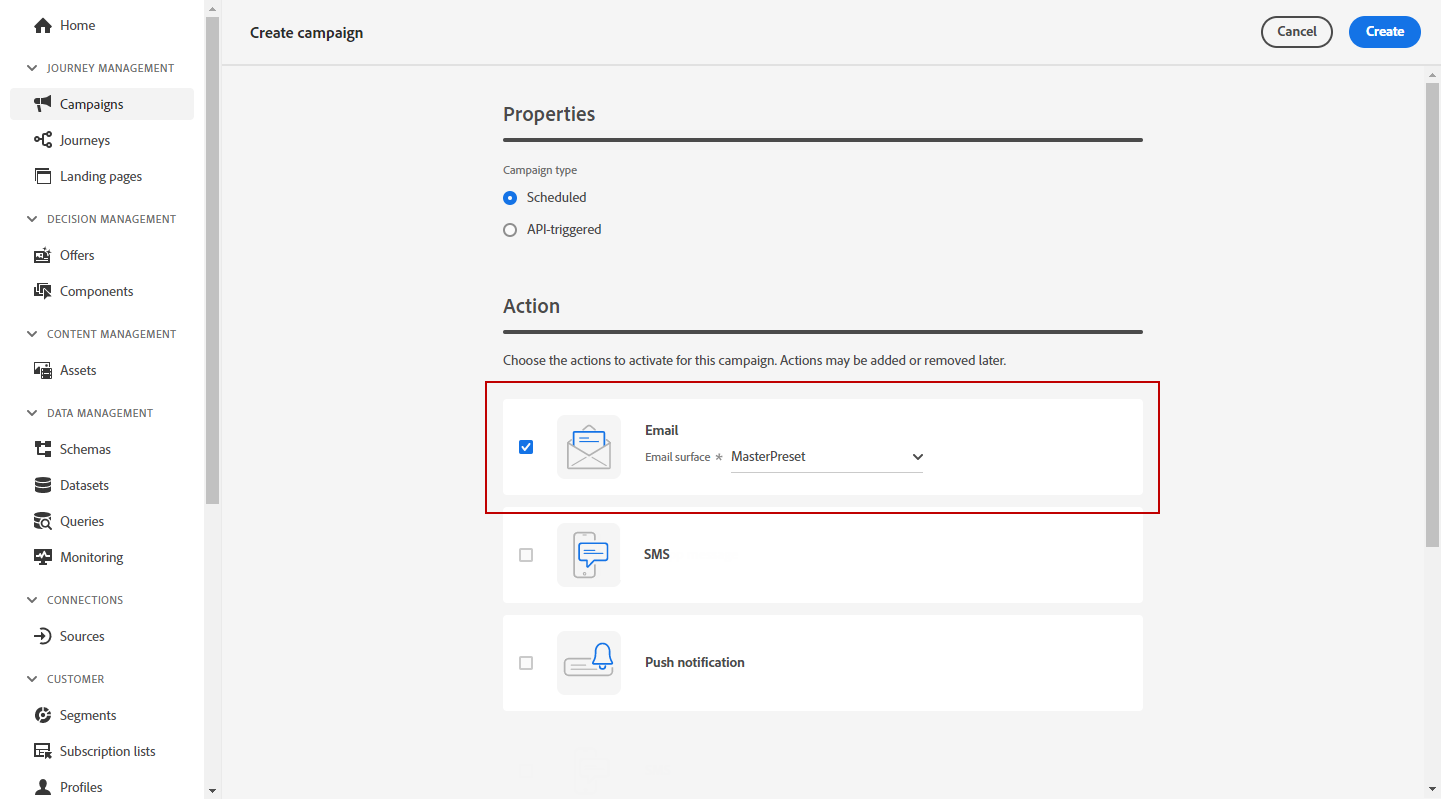 Home
JOURNEY MANAGEMENT
Campaigns
Journeys
Landing pages
DECISION MANAGEMENT
Offers
Components
CONTENT MANAGEMENT
Assets
DATA MANAGEMENT
Schemas
Datasets
Queries
Monitoring
CONNECTIONS
Sources
CUSTOMER
Segments
Subscription lists
Profiles
Create campaign
Cancel
Create
Properties
Campaign type
Scheduled
API-triggered
Action
Choose the actions to activate for this campaign. Actions may be added or removed later.
Email
Email surface * MasterPreset
SMS
Push notification